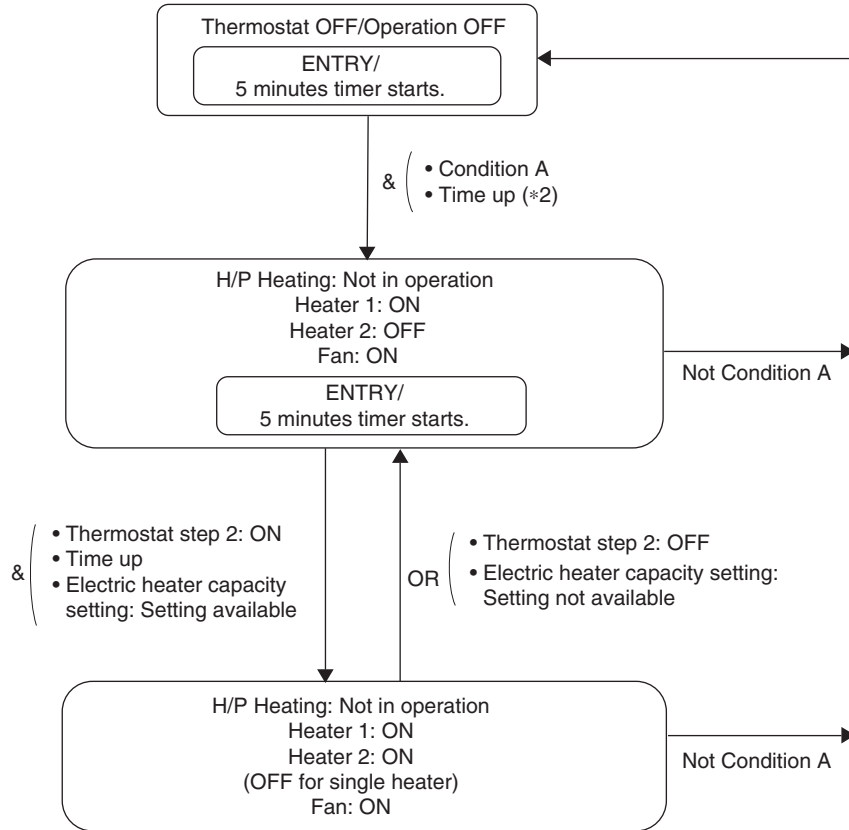 Thermostat OFF/Operation OFF
ENTRY/
5 minutes timer starts.
&
• Condition A
• Time up (*2)
H/P Heating: Not in operation
Heater 1: ON
Heater 2: OFF
Fan: ON
ENTRY/
5 minutes timer starts.
Not Condition A
&
• Thermostat step 2: ON
• Time up
• Electric heater capacity
setting: Setting available
OR
• Thermostat step 2: OFF
• Electric heater capacity setting:
Setting not available
H/P Heating: Not in operation
Heater 1: ON
Heater 2: ON
(OFF for single heater)
Fan: ON
Not Condition A